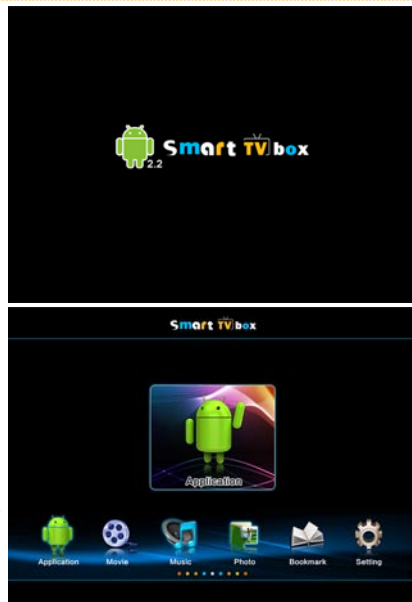 Smart TV box
2.2
Smart TV box
Application
Application Movie Music Photo Bookmark Setting